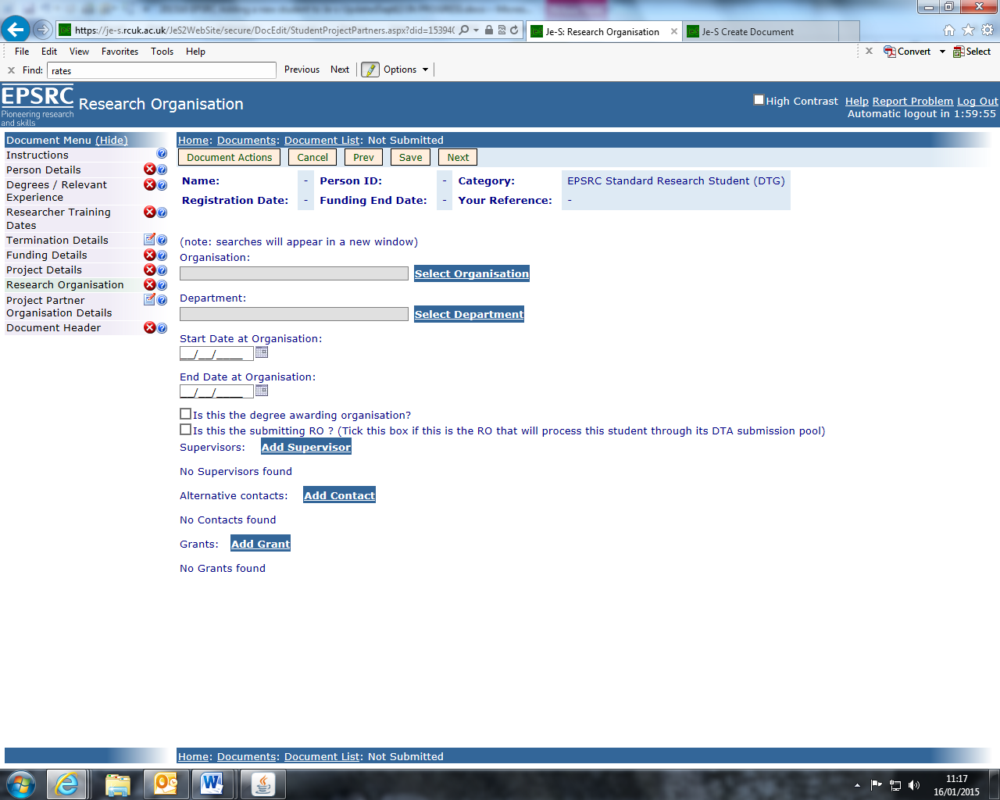 https://je-s.rcuk.ac.uk/JeS2WebSite/secure/DocEdit/StudentProjectPartners.aspx?did=153940
Je-S: Research Organisation
Je-S Create Document
File Edit View Favorites Tools Help
Convert Select
Find: rates Previous Next Options
EPSRC
Pioneering research
and skills
Research Organisation
High Contrast Help Report Problem Log Out
Automatic logout in 1:59:55
Document Menu (Hide)
Instructions
Person Details
Degrees / Relevant
Experience
Researcher Training
Dates
Termination Details
Funding Details
Project Details
Research Organisation
Project Partner
Organisation Details
Document Header
Home: Documents: Document List: Not Submitted
Document Actions Cancel Prev Save Next
Name: - Person ID: - Category: EPSRC Standard Research Student (DTG)
Registration Date: - Funding End Date: - Your Reference: -
(note: searches will appear in a new window)
Organisation:
Select Organisation
Department:
Select Department
Start Date at Organisation:
__/__/____
End Date at Organisation:
__/__/____
Is this the degree awarding organisation?
Is this the submitting RO ? (Tick this box if this is the RO that will process this student through its DTA submission pool)
Supervisors: Add Supervisor
No Supervisors found
Alternative contacts: Add Contact
No Contacts found
Grants: Add Grant
No Grants found
Home: Documents: Document List: Not Submitted
11:17
16/01/2015